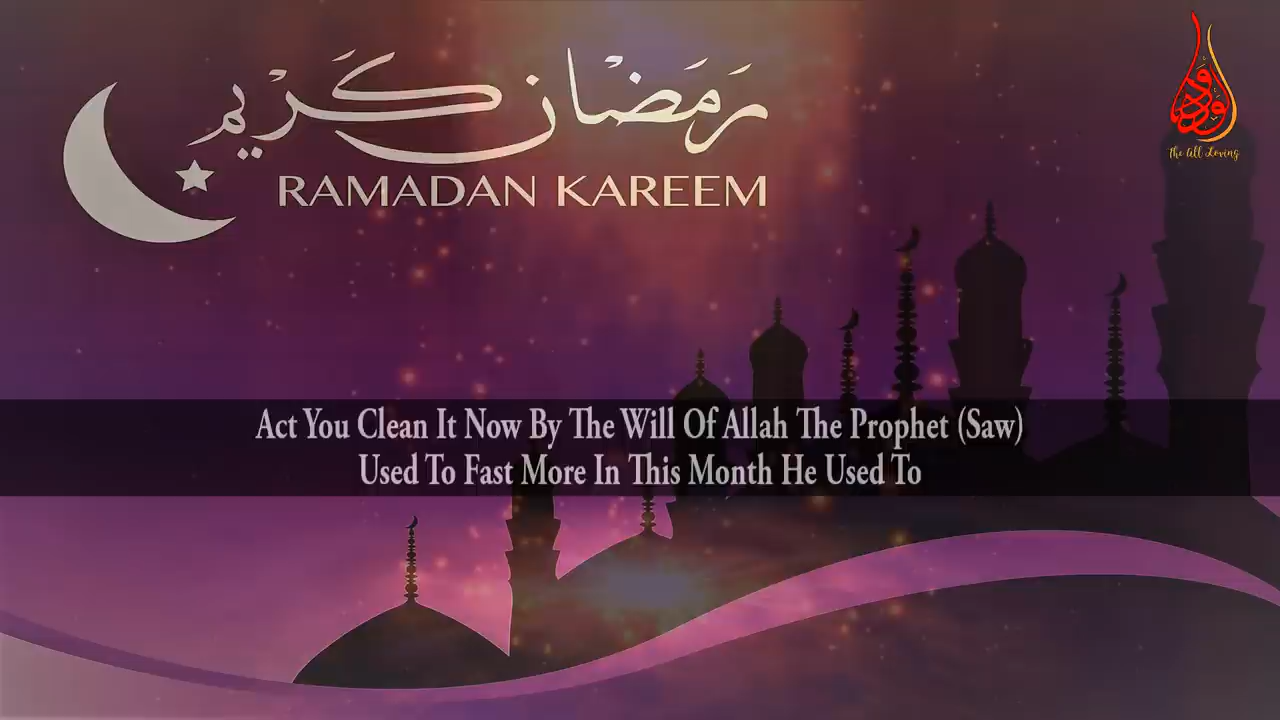 رَمَضَان كَرْيم
RAMADAN KAREEM
الودود
The All Loving
Act You Clean It Now By The Will Of Allah The Prophet (Saw)
Used To Fast More In This Month He Used To